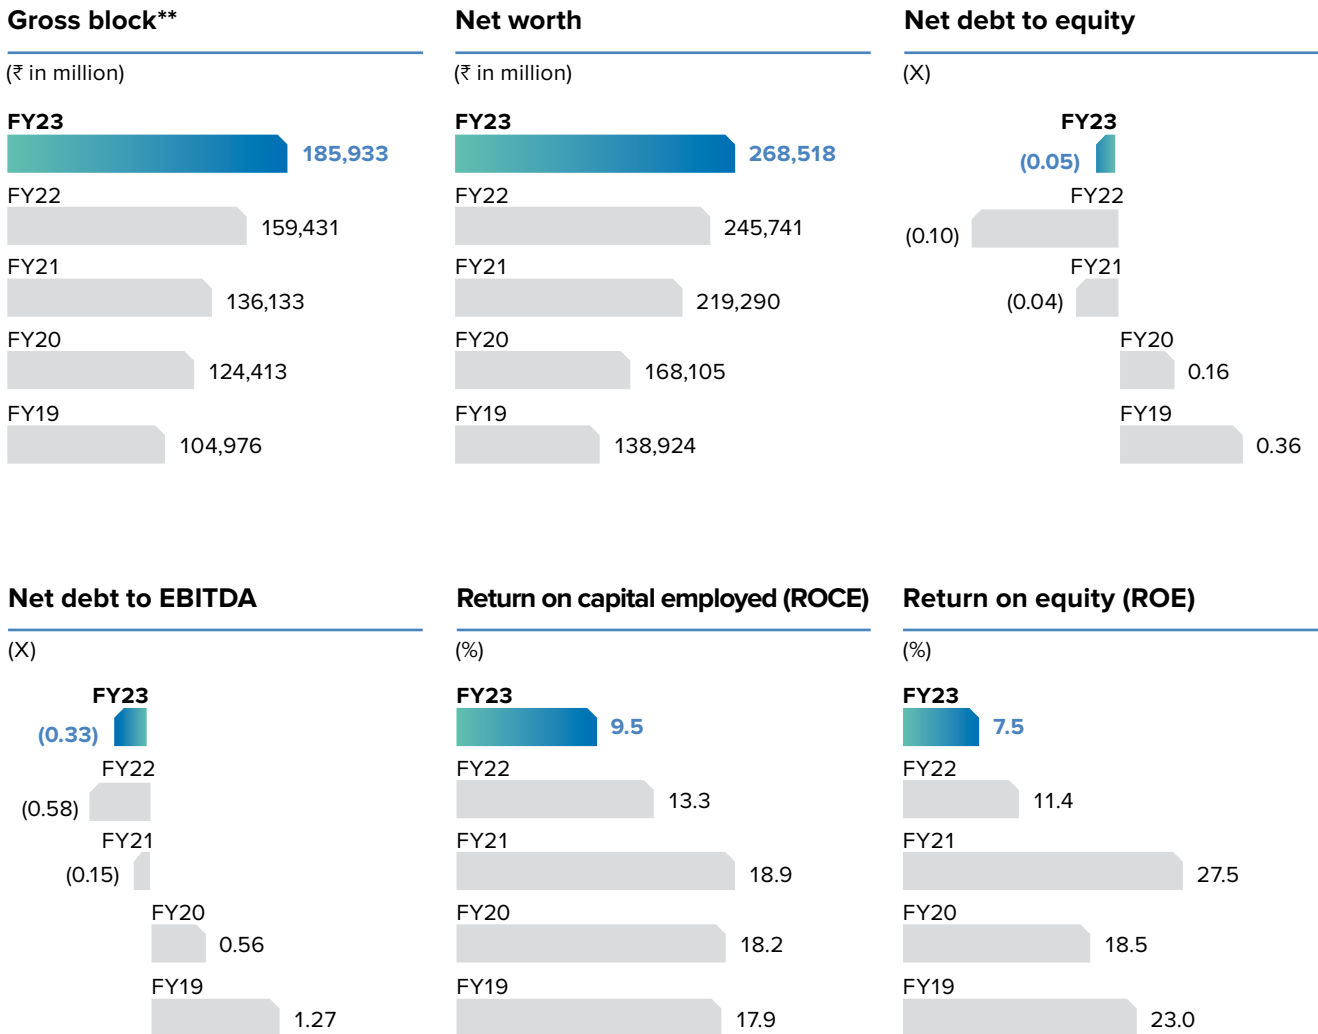 Gross block**
(₹ in million)
FY23
185,933
FY22
159,431
FY21
136,133
FY20
124,413
FY19
104,976
Net worth
(₹ in million)
FY23
268,518
FY22
245,741
FY21
219,290
FY20
168,105
FY19
138,924
Net debt to equity
(X)
FY23
(0.05)
FY22
(0.10)
FY21
(0.04)
FY20
0.16
FY19
0.36
Net debt to EBITDA
(X)
FY23
(0.33)
FY22
(0.58)
FY21
(0.15)
FY20
0.56
FY19
1.27
Return on capital employed (ROCE)
(%)
FY23
9.5
FY22
13.3
FY21
18.9
FY20
18.2
FY19
17.9
Return on equity (ROE)
(%)
FY23
7.5
FY22
11.4
FY21
27.5
FY20
18.5
FY19
23.0